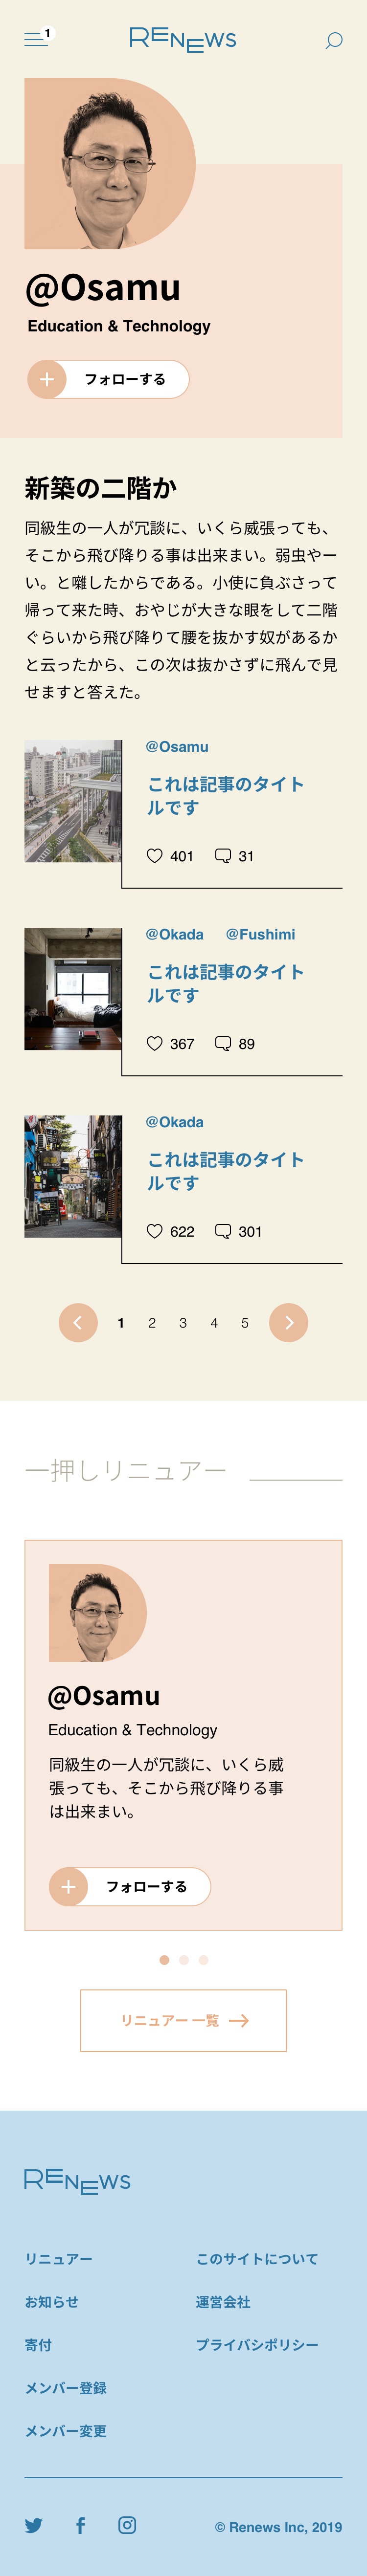 1
RENEWS
@Osamu
Education & Technology
フォローする
新築の二階か
同級生の一人が冗談に、いくら威張っても、
そこから飛び降りる事は出来まい。弱虫やー
い。と囃したからである。小使に負ぶさって
帰って来た時、おやじが大きな眼をして二階
ぐらいから飛び降りて腰を抜かす奴があるか
と云ったから、この次は抜かさずに飛んで見
せますと答えた。
@Osamu
これは記事のタイト
ルです
401 31
@Okada @Fushimi
これは記事のタイト
ルです
367 89
@Okada
これは記事のタイト
ルです
622 301
1 2 3 4 5
一押しリニュアー
@Osamu
Education & Technology
同級生の一人が冗談に、いくら威
張っても、そこから飛び降りる事
は出来まい。
フォローする
リニュアー 一覧
RENEWS
リニュアー このサイトについて
お知らせ 運営会社
寄付 プライバシポリシー
メンバー登録
メンバー変更
© Renews Inc, 2019